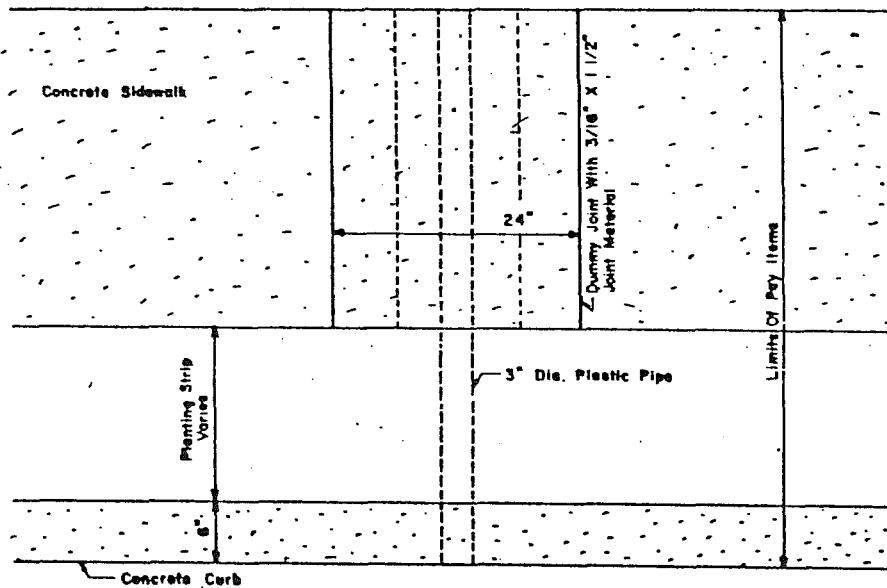 Concrete Sidewalk
24"
Dummy Joint With 3/16" X 1 1/2"
Joint Material
Limits Of Pay Items
Planting Strip
Varies
3" Dia. Plastic Pipe
6"
Concrete Curb